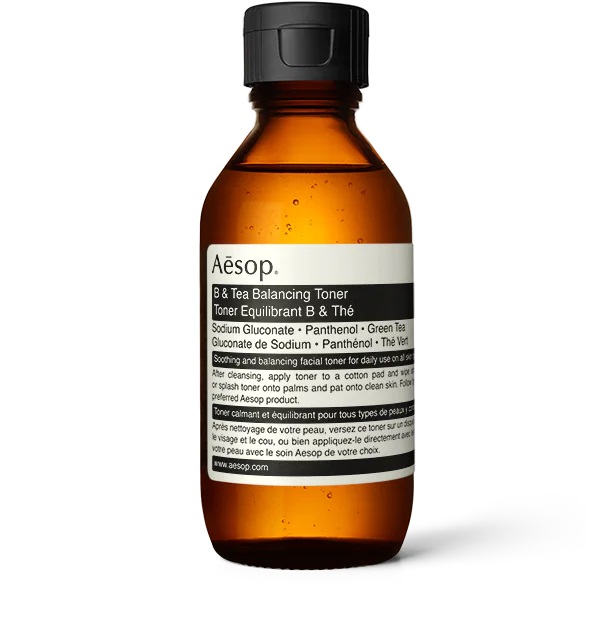 Aēsop.
B & Tea Balancing Toner
Toner Equilibrant B & Thé
Sodium Gluconate • Panthenol • Green Tea
Gluconate de Sodium • Panthénol • Thé Vert
Soothing and balancing facial toner for daily use on all
After cleansing, apply toner to a cotton pad and wipe
or splash toner onto palms and pat onto clean skin.
preferred Aesop product.
Toner calmant et équilibrant pour tous types de peaux
Après nettoyage de votre peau, versez ce toner sur un
le visage et le cou, ou bien appliquez-le directement avec
votre peau avec le soin Aesop de votre choix.
www.aesop.com